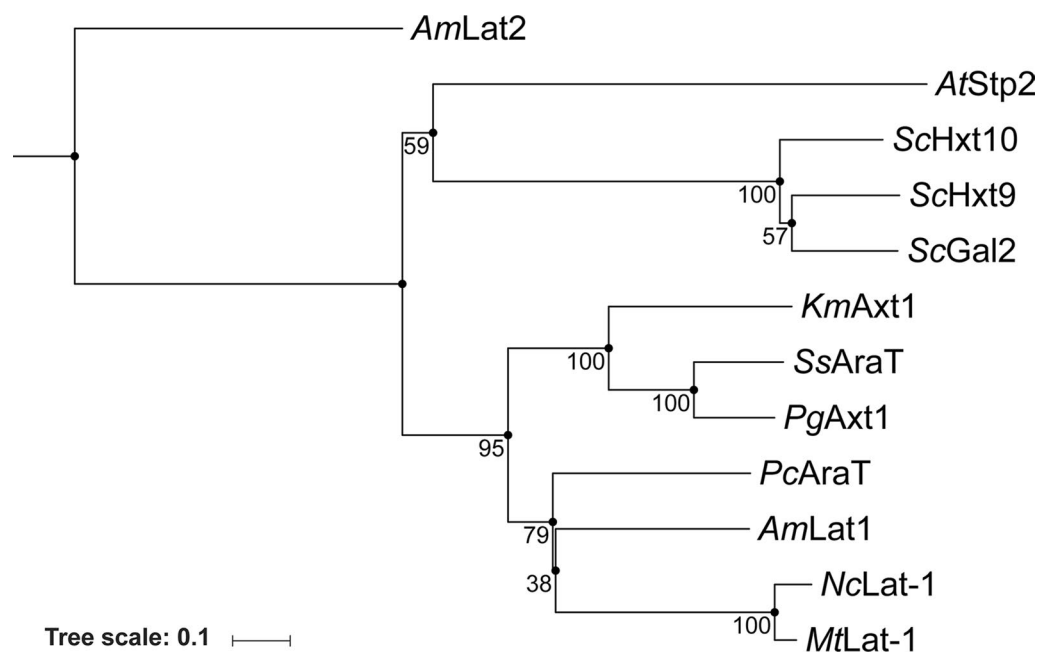 AmLat2
AtStp2
59
ScHxt10
100
ScHxt9
57
ScGal2
KmAxt1
100
SsAraT
100
PgAxt1
95
PcAraT
79
AmLat1
38
NcLat-1
100
MtLat-1
Tree scale: 0.1